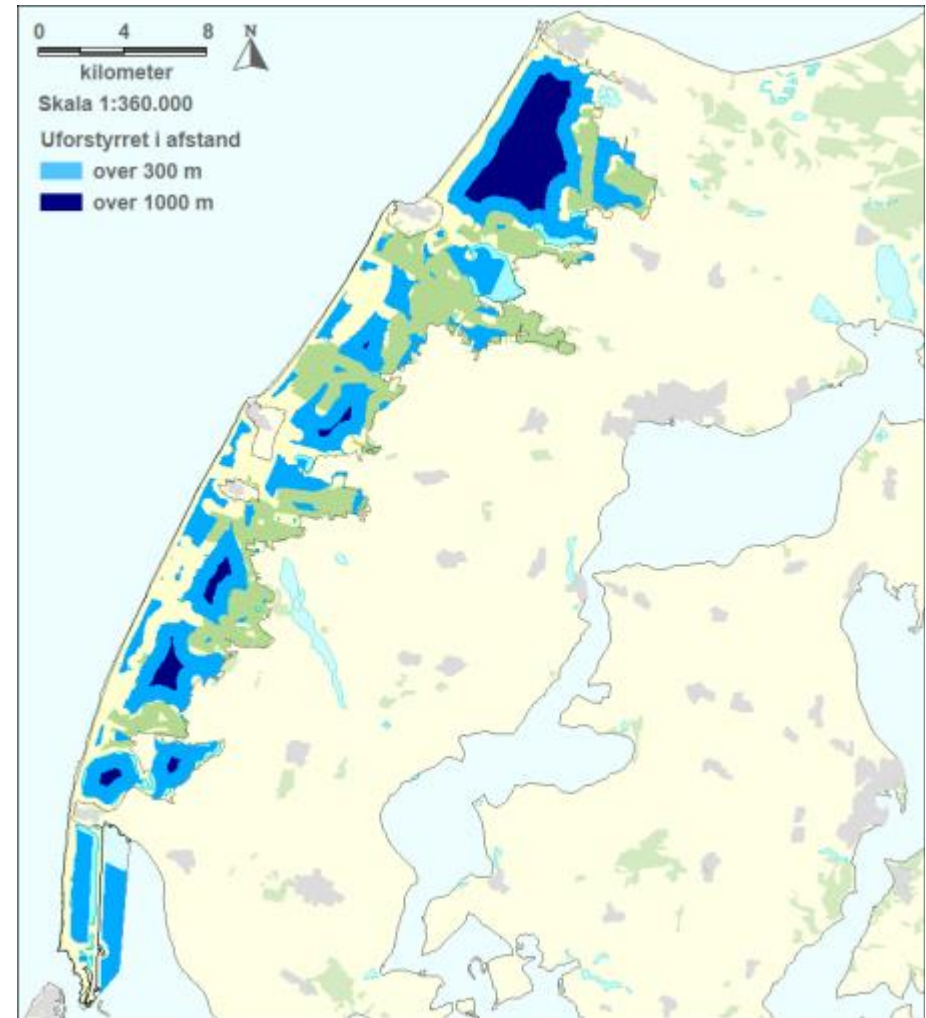 0 4 8 N
kilometer
Skala 1:360.000
Uforstyrret i afstand
over 300 m
over 1000 m